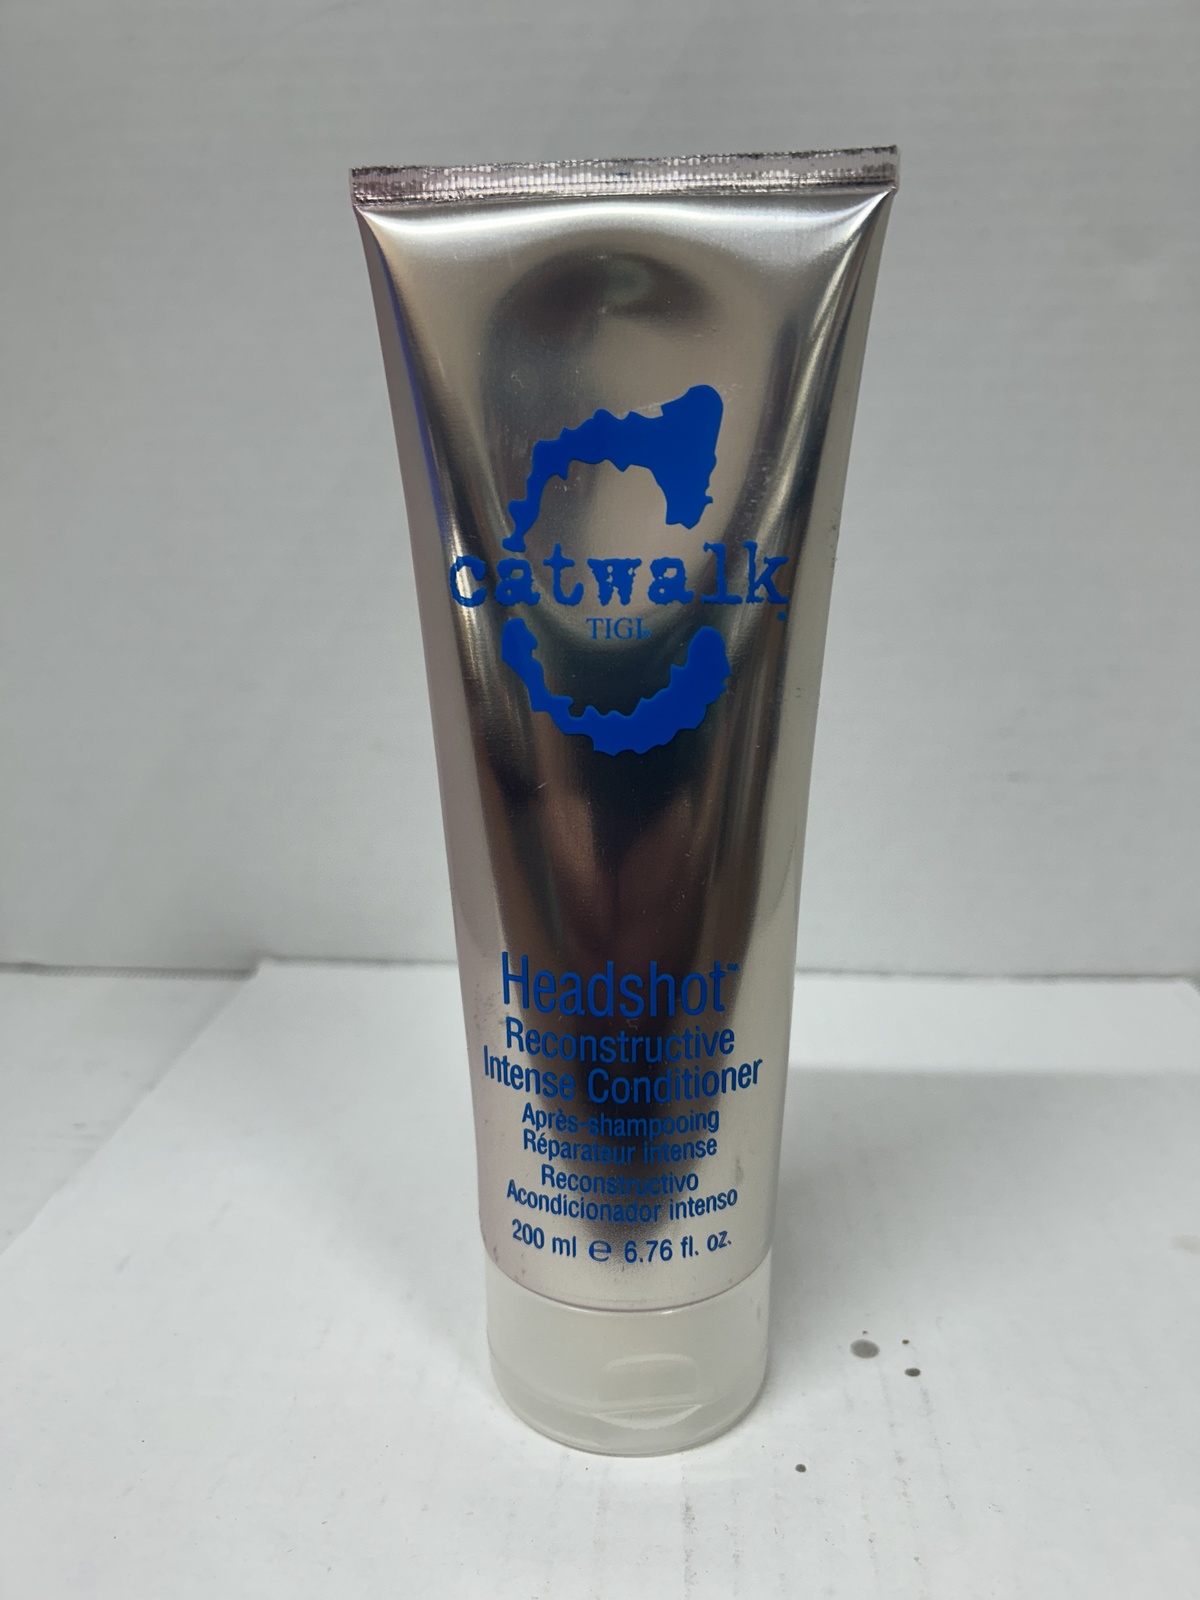 catwalk
TIGI®
Headshot™
Reconstructive
Intense Conditioner
Après-shampooing
Réparateur intense
Reconstructivo
Acondicionador intenso
200 ml ℮ 6.76 fl. oz.